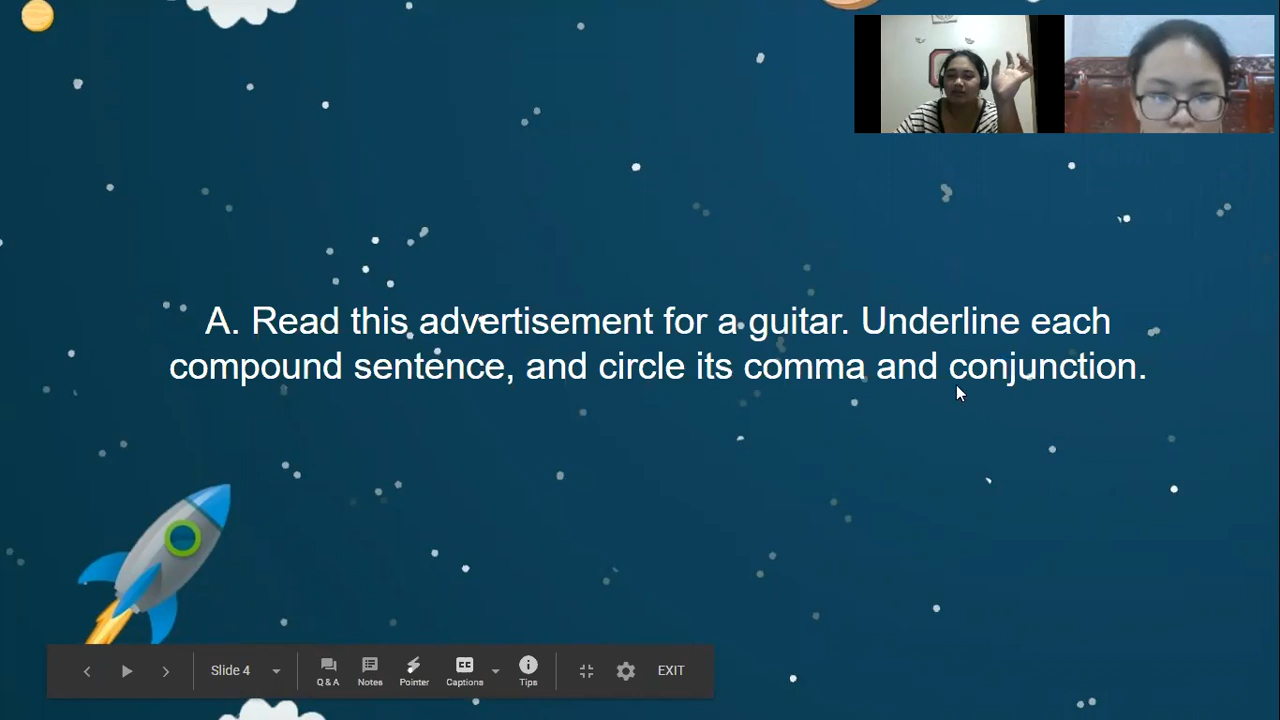 A. Read this advertisement for a guitar. Underline each
compound sentence, and circle its comma and conjunction.
Slide 4
Q & A
Notes
Pointer
CC
Captions
Tips
EXIT